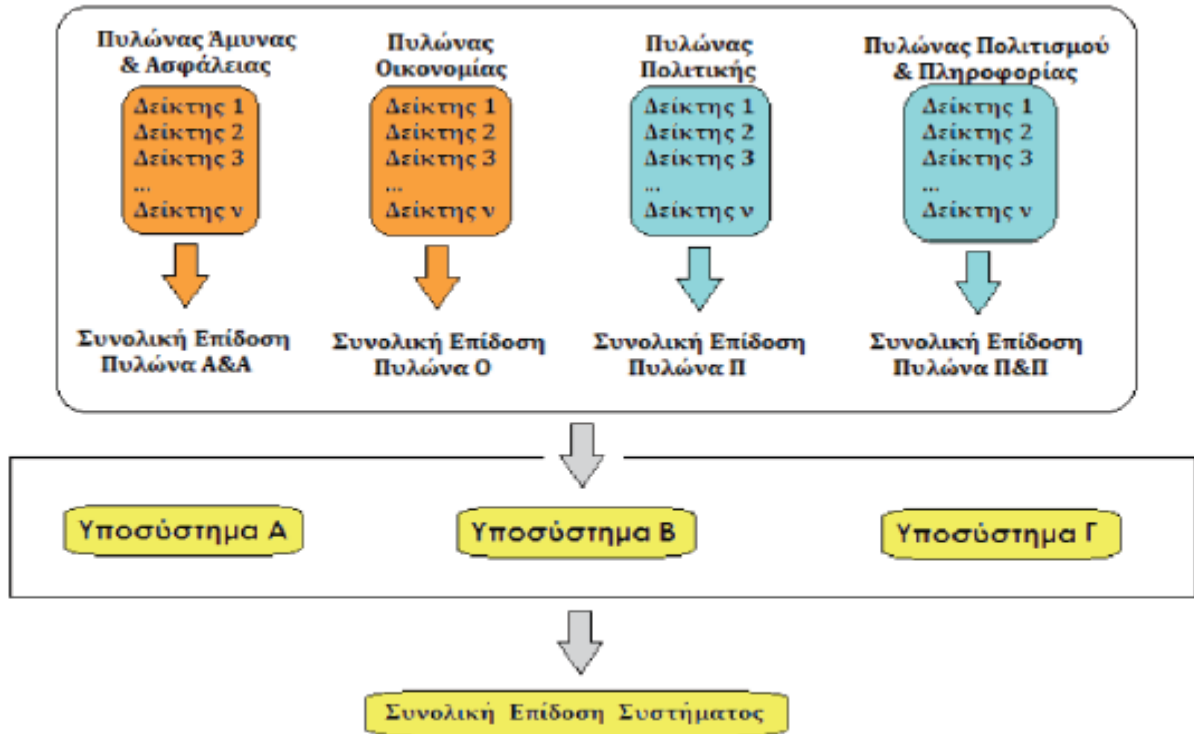 Πυλώνας Άμυνας
& Ασφάλειας
Δείκτης 1
Δείκτης 2
Δείκτης 3
...
Δείκτης ν
Συνολική Επίδοση
Πυλώνα Α&Α
Πυλώνας
Οικονομίας
Δείκτης 1
Δείκτης 2
Δείκτης 3
...
Δείκτης ν
Συνολική Επίδοση
Πυλώνα Ο
Πυλώνας
Πολιτικής
Δείκτης 1
Δείκτης 2
Δείκτης 3
...
Δείκτης ν
Συνολική Επίδοση
Πυλώνα Π
Πυλώνας Πολιτισμού
& Πληροφορίας
Δείκτης 1
Δείκτης 2
Δείκτης 3
...
Δείκτης ν
Συνολική Επίδοση
Πυλώνα Π&Π
Υποσύστημα Α
Υποσύστημα Β
Υποσύστημα Γ
Συνολική Επίδοση Συστήματος